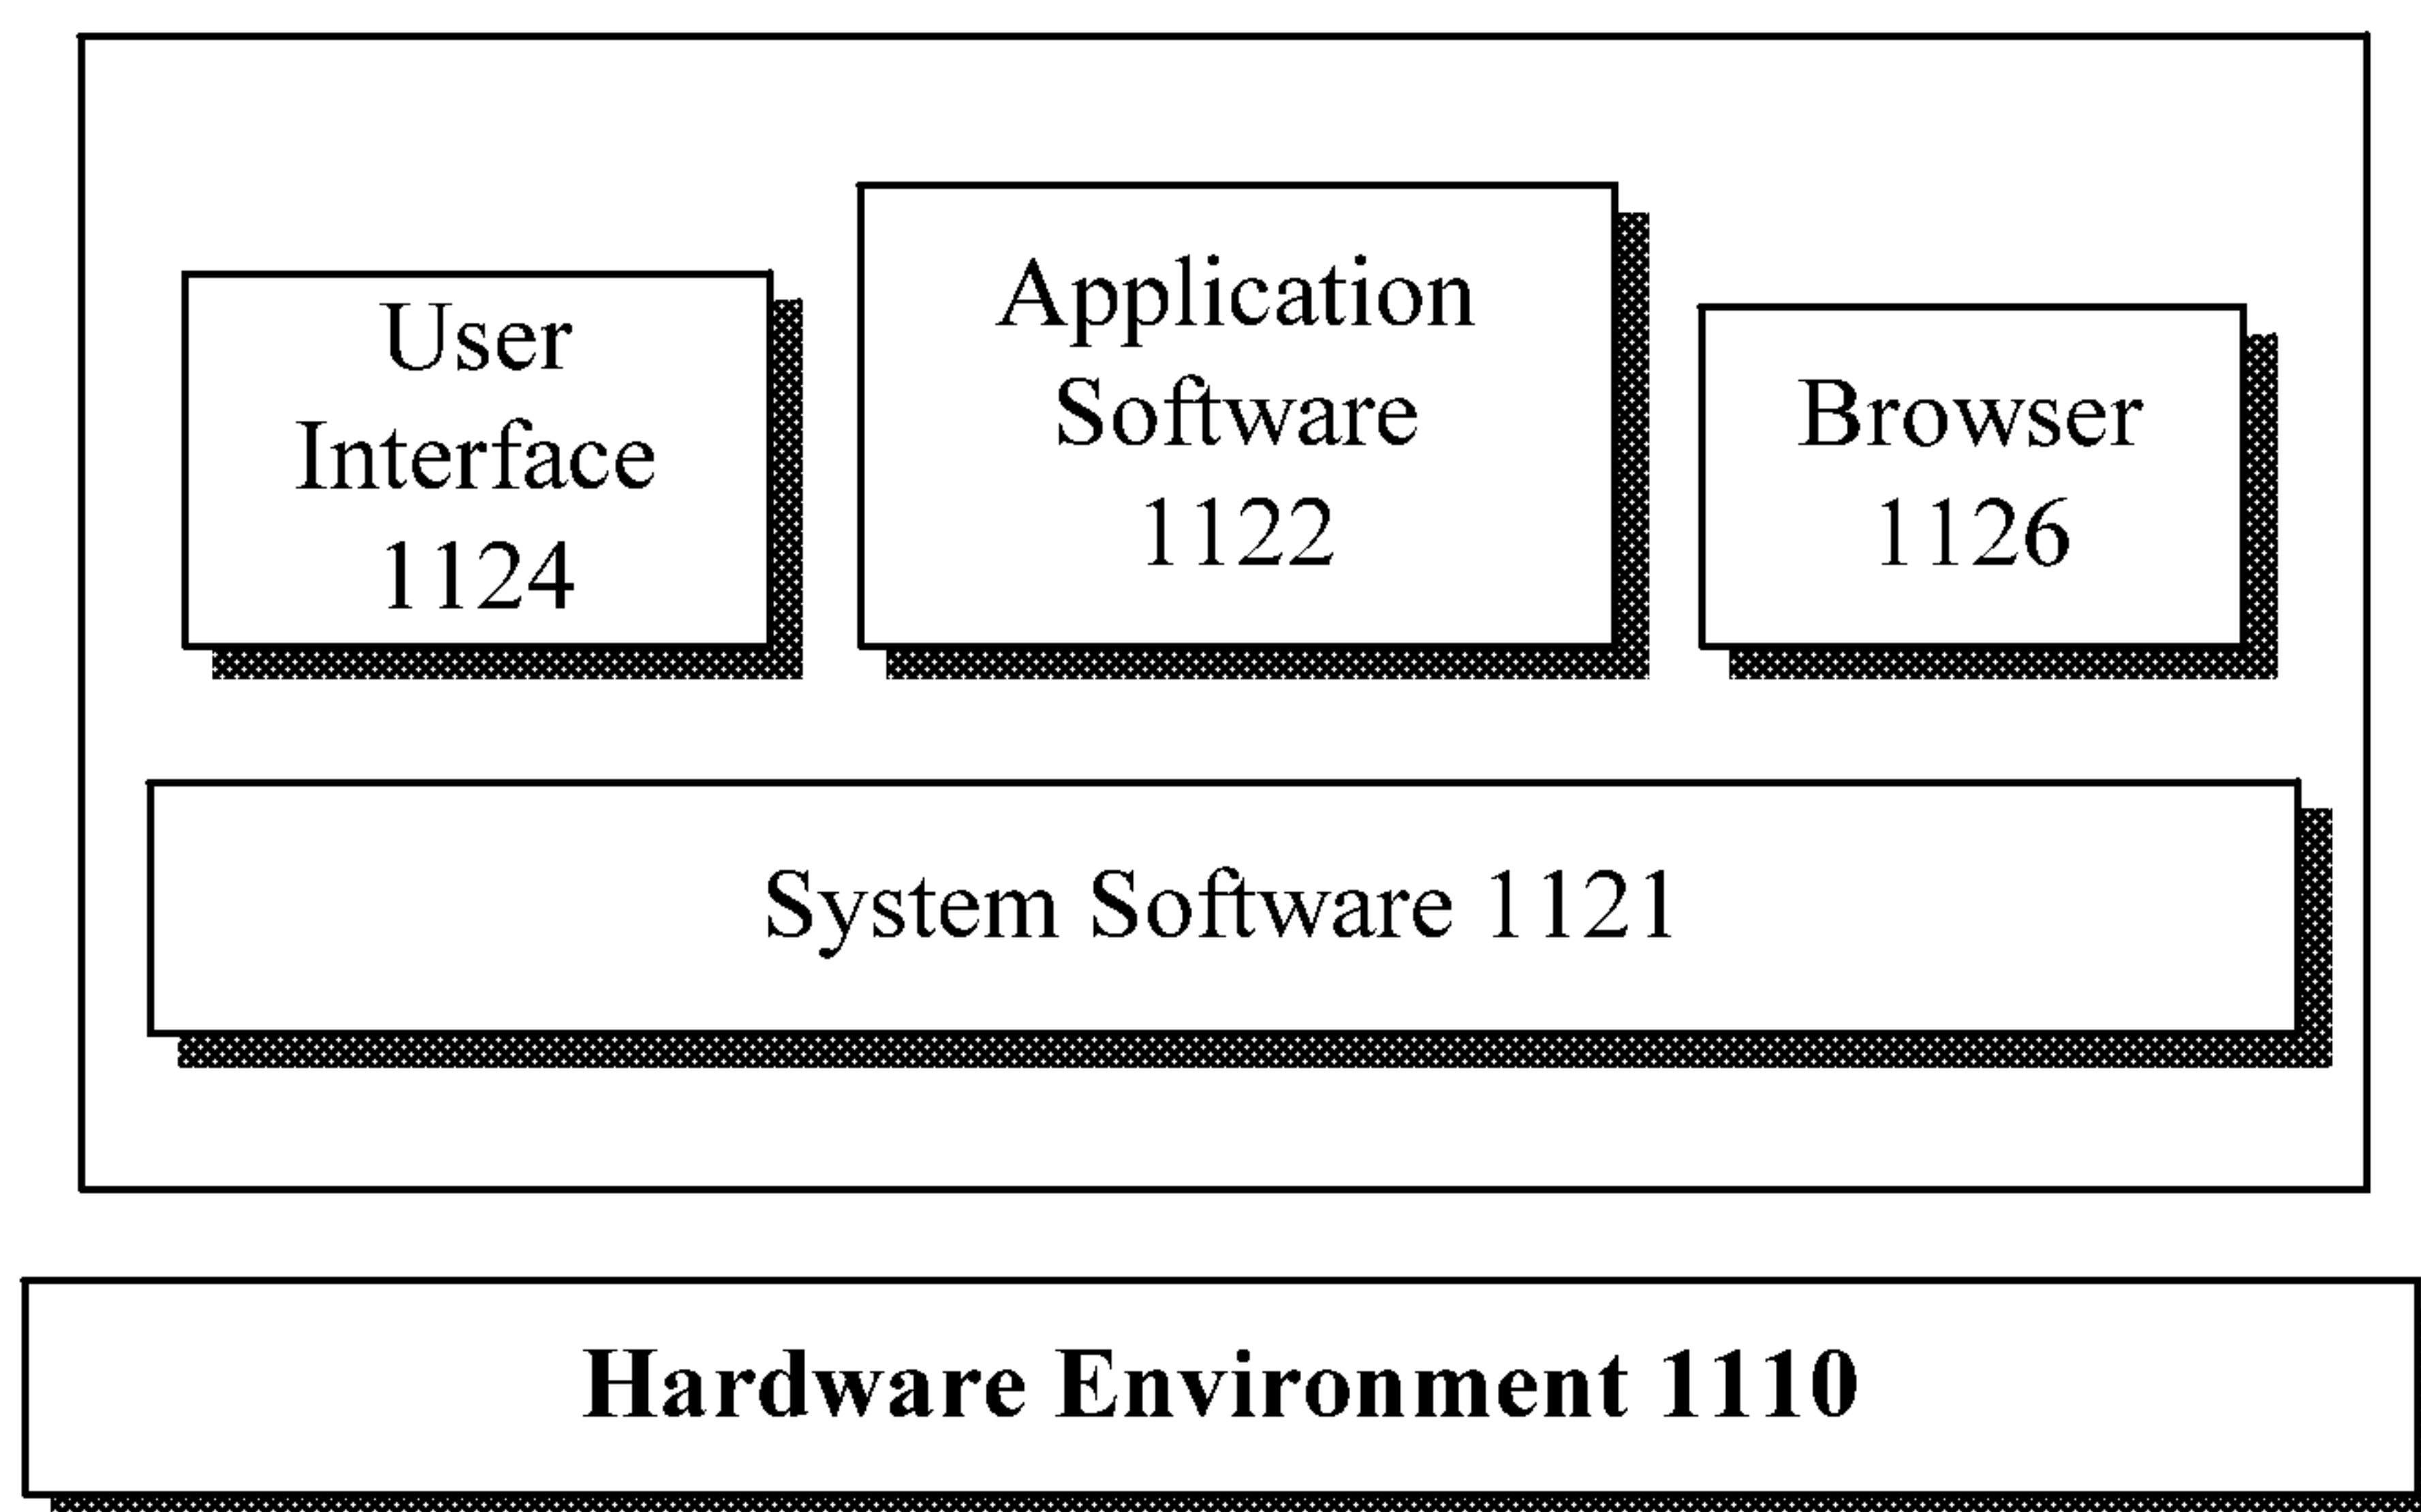 User
Interface
1124
Application
Software
1122
Browser
1126
System Software 1121
Hardware Environment 1110